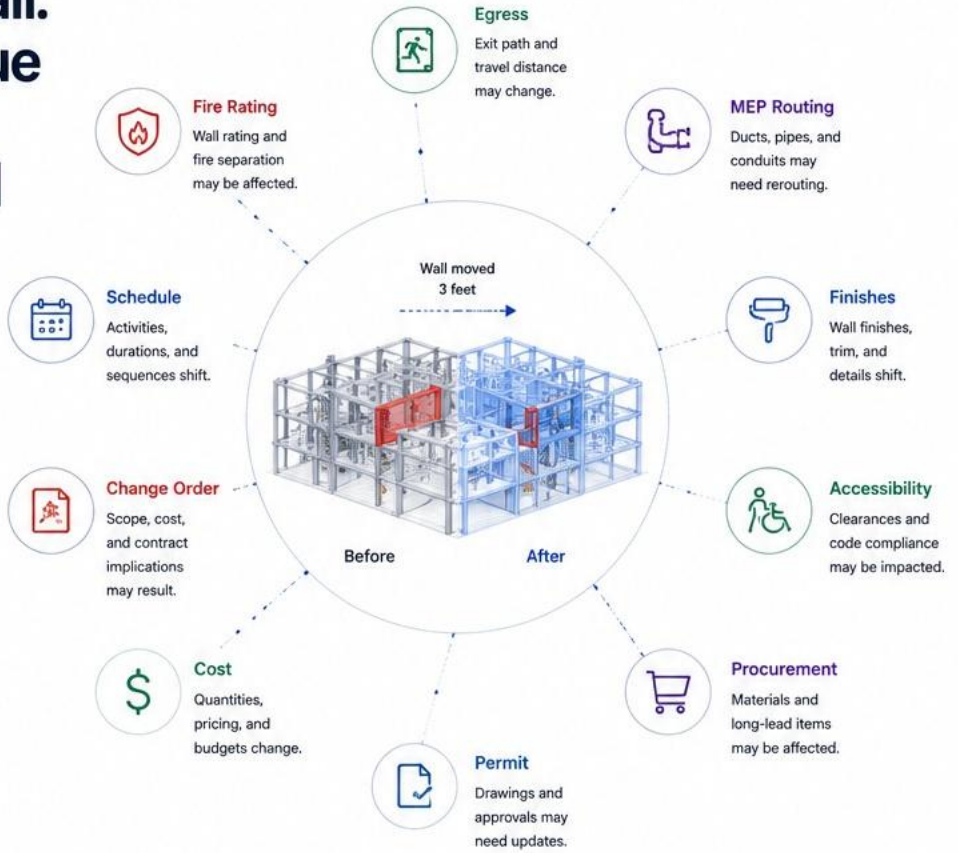 Egress
Exit path and
travel distance
may change.
Fire Rating
Wall rating and
fire separation
may be affected.
MEP Routing
Ducts, pipes, and
conduits may
need rerouting.
Wall moved
3 feet
Schedule
Activities,
durations, and
sequences shift.
Finishes
Wall finishes,
trim, and
details shift.
Change Order
Scope, cost,
and contract
implications
may result.
Accessibility
Clearances and
code compliance
may be impacted.
Before
After
Cost
Quantities,
pricing, and
budgets change.
$
Procurement
Materials and
long-lead items
may be affected.
Permit
Drawings and
approvals may
need updates.